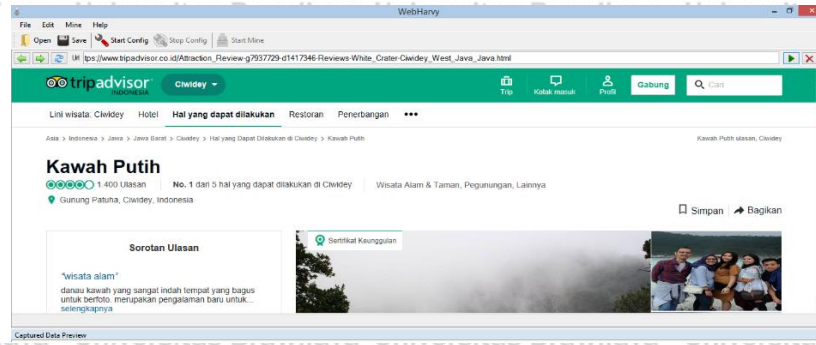 WebHarvy
File Edit Mine Help
Open Save Start Config Stop Config Start Mine
Url tps://www.tripadvisor.co.id/Attraction_Review-g7937729-d1417346-Reviews-White_Crater-Ciwidey_West_Java_Java.html
tripadvisor Ciwidey Trip Kotak masuk Profil Gabung Cari
INDONESIA
Lini wisata: Ciwidey Hotel Hal yang dapat dilakukan Restoran Penerbangan •••
Asia > Indonesia > Jawa > Jawa Barat > Ciwidey > Hal yang Dapat Dilakukan di Ciwidey > Kawah Putih Kawah Putih ulasan, Ciwidey
Kawah Putih
1.400 Ulasan No. 1 dari 5 hal yang dapat dilakukan di Ciwidey Wisata Alam & Taman, Pegunungan, Lainnya
Gunung Patuha, Ciwidey, Indonesia
Simpan Bagikan
Sorotan Ulasan
Sertifikat Keunggulan
"wisata alam"
danau kawah yang sangat indah tempat yang bagus
untuk berfoto. merupakan pengalaman baru untuk...
selengkapnya
Captured Data Preview